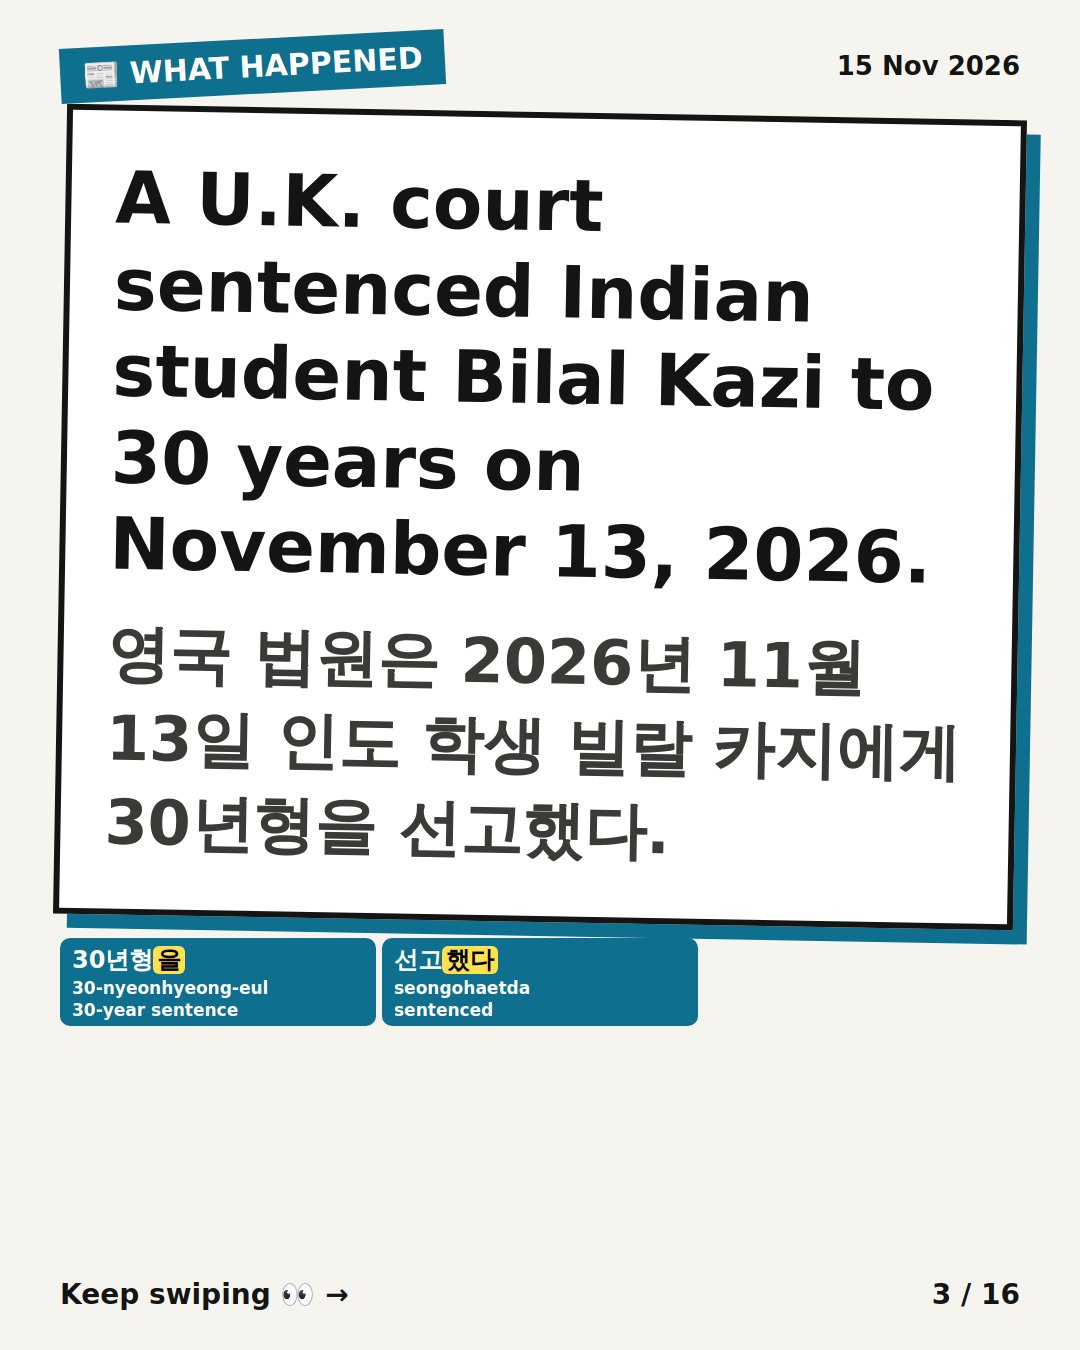 📰 WHAT HAPPENED
15 Nov 2026
A U.K. court
sentenced Indian
student Bilal Kazi to
30 years on
November 13, 2026.
영국 법원은 2026년 11월
13일 인도 학생 빌랄 카지에게
30년형을 선고했다.
30년형을
30-nyeonhyeong-eul
30-year sentence
선고했다
seongohaetda
sentenced
Keep swiping 👀 →
3 / 16